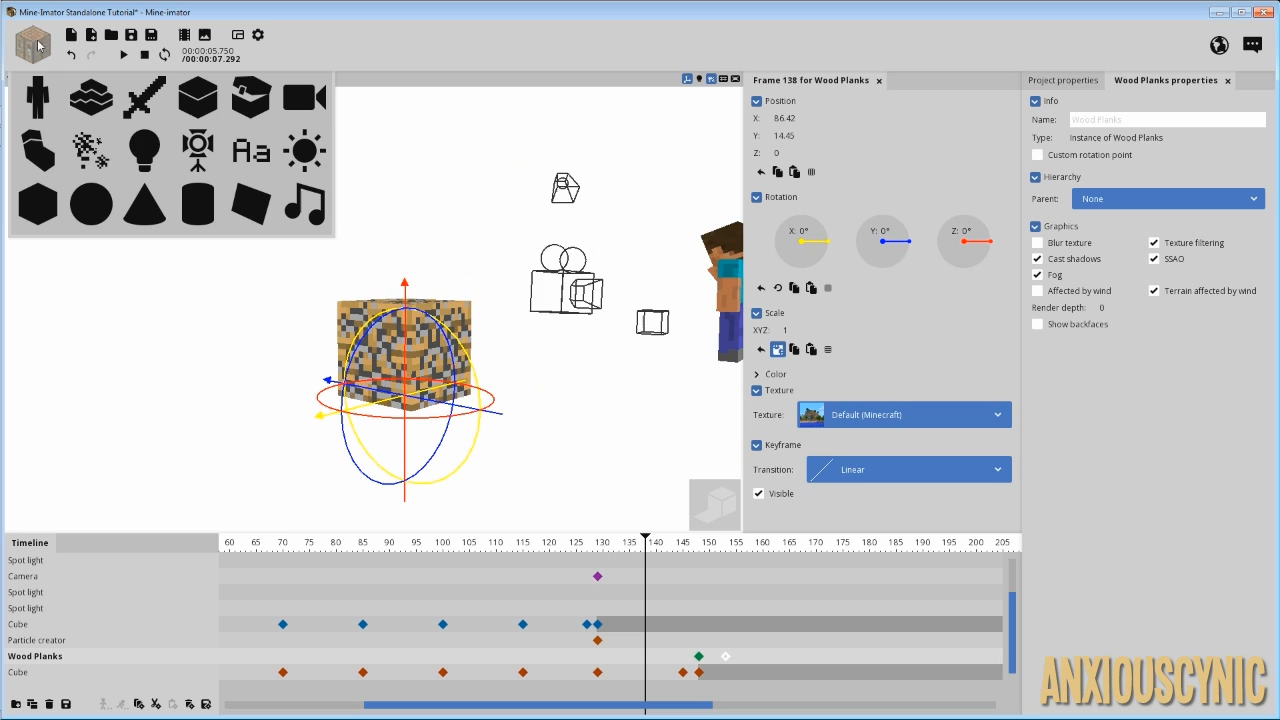 Mine-Imator Standalone Tutorial* - Mine-imator
00:00:05.750
/00:00:07.292
Aa
Frame 138 for Wood Planks
Position
X: 86.42
Y: 14.45
Z: 0
Rotation
X: 0° Y: 0° Z: 0°
Scale
XYZ: 1
Color
Texture
Texture: Default (Minecraft)
Keyframe
Transition: Linear
Visible
Project properties Wood Planks properties
Info
Name: Wood Planks
Type: Instance of Wood Planks
Custom rotation point
Hierarchy
Parent: None
Graphics
Blur texture Texture filtering
Cast shadows SSAO
Fog
Affected by wind Terrain affected by wind
Render depth: 0
Show backfaces
Timeline
60 65 70 75 80 85 90 95 100 105 110 115 120 125 130 135 140 145 150 155 160 165 170 175 180 185 190 195 200 205
Spot light
Camera
Spot light
Spot light
Cube
Particle creator
Wood Planks
Cube
ANXIOUSCYNIC